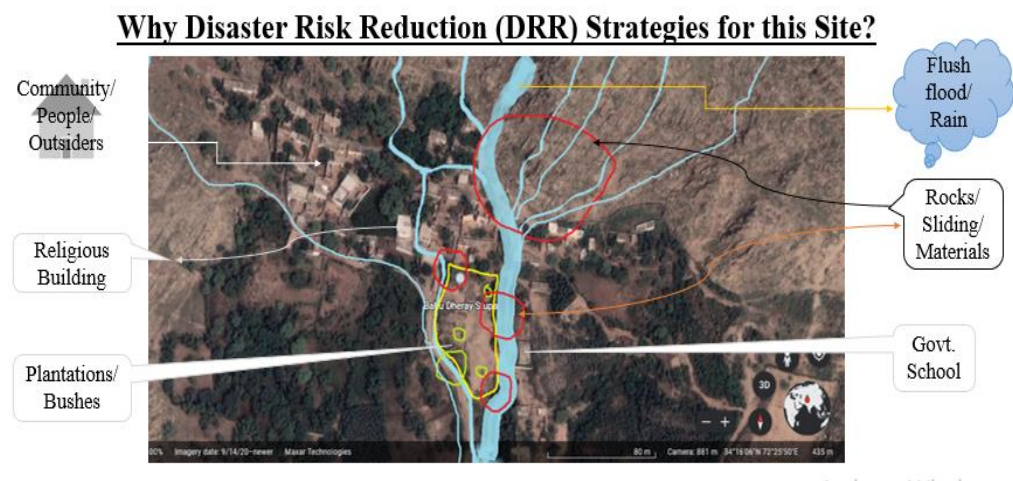 Why Disaster Risk Reduction (DRR) Strategies for this Site?
Community/
People/
Outsiders
Flush
flood/
Rain
Rocks/
Sliding/
Materials
Religious
Building
Plantations/
Bushes
Govt.
School
3D
Imagery date: 9/14/20-newer
Maxar Technologies
80 m
Camera: 881 m 34°16'06"N 72°25'50"E 435 m